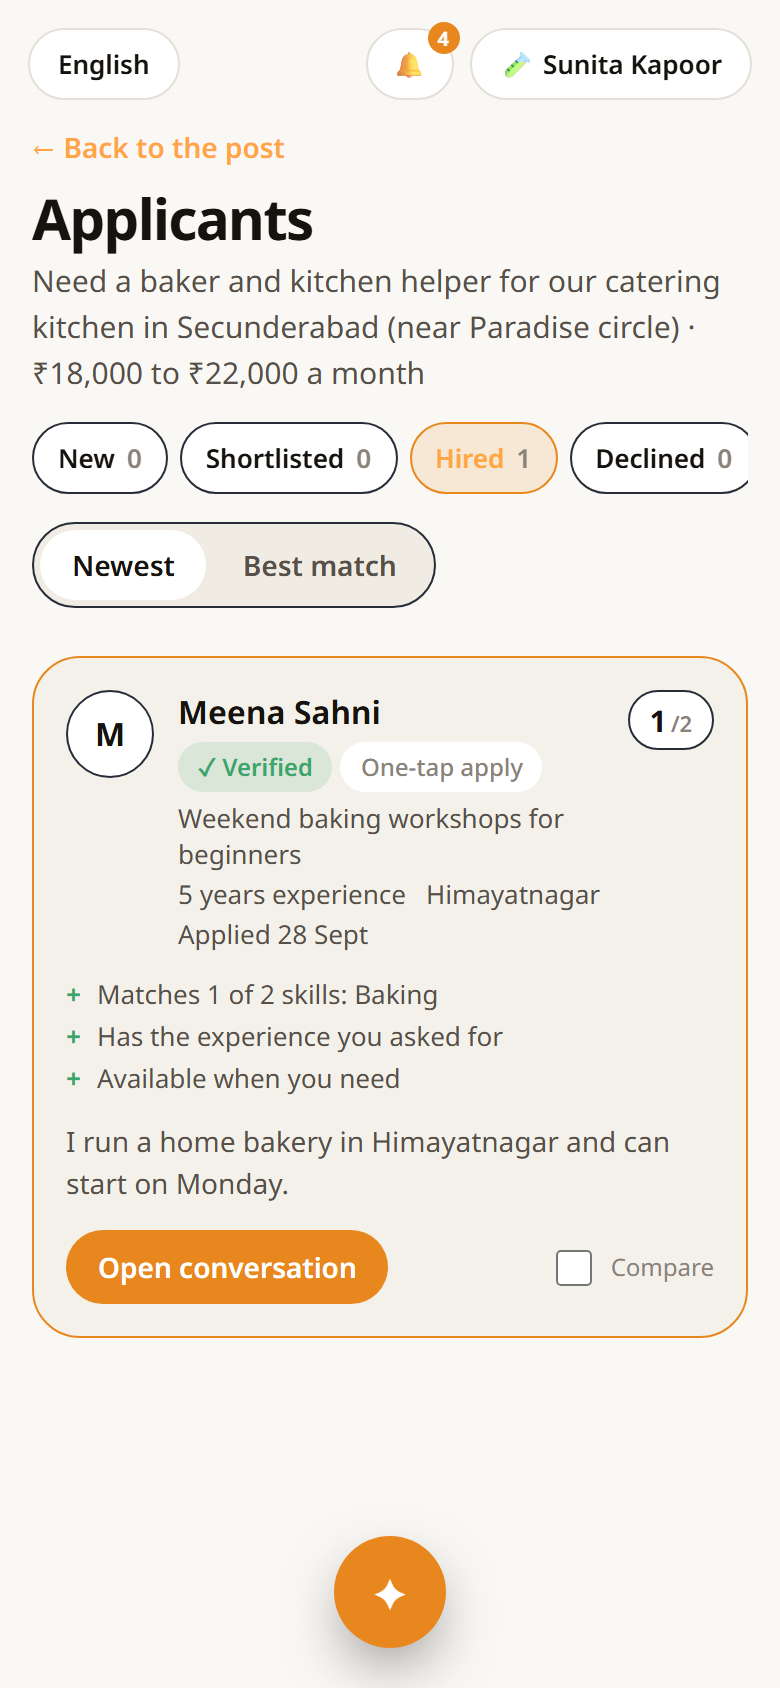 English
4
Sunita Kapoor
← Back to the post
Applicants
Need a baker and kitchen helper for our catering
kitchen in Secunderabad (near Paradise circle) ·
₹18,000 to ₹22,000 a month
New 0
Shortlisted 0
Hired 1
Declined 0
Newest
Best match
M
Meena Sahni
1 /2
✓ Verified
One-tap apply
Weekend baking workshops for
beginners
5 years experience Himayatnagar
Applied 28 Sept
+ Matches 1 of 2 skills: Baking
+ Has the experience you asked for
+ Available when you need
I run a home bakery in Himayatnagar and can
start on Monday.
Open conversation
Compare